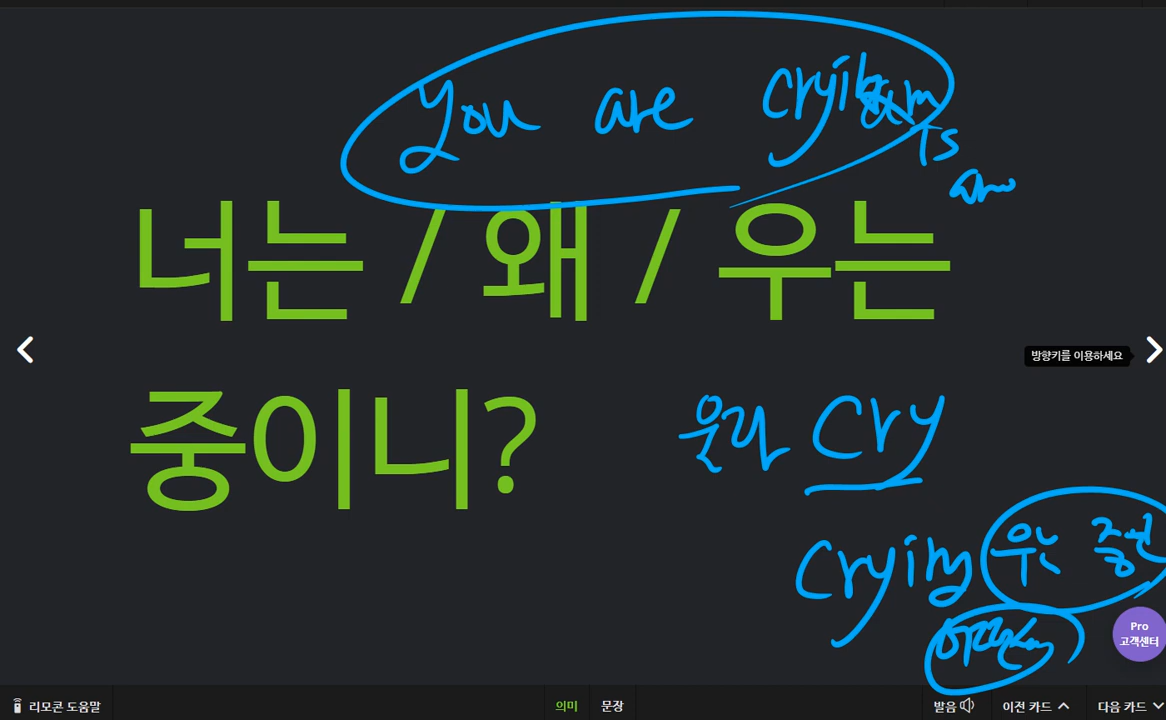 You are crying
is
너는 / 왜 / 우는
방향키를 이용하세요
중이니?
울다 Cry
Crying 우는 중인
Pro
고객센터
리모콘 도움말 의미 문장 발음 이전 카드 다음 카드